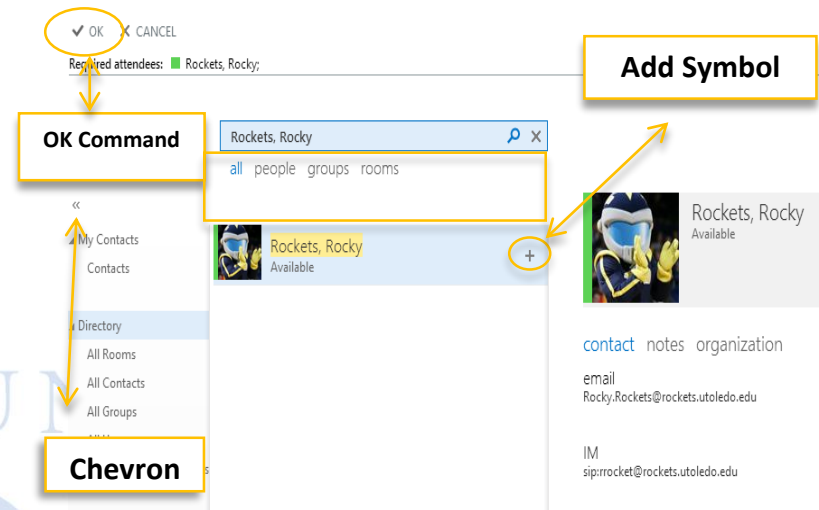 OK CANCEL
Required attendees: Rockets, Rocky;
Add Symbol
OK Command
Rockets, Rocky
all people groups rooms
«
My Contacts
Contacts
Rockets, Rocky
Available
+
Rockets, Rocky
Available
Directory
All Rooms
All Contacts
All Groups
contact notes organization
email
Rocky.Rockets@rockets.utoledo.edu
Chevron
IM
sip:rrocket@rockets.utoledo.edu
U N